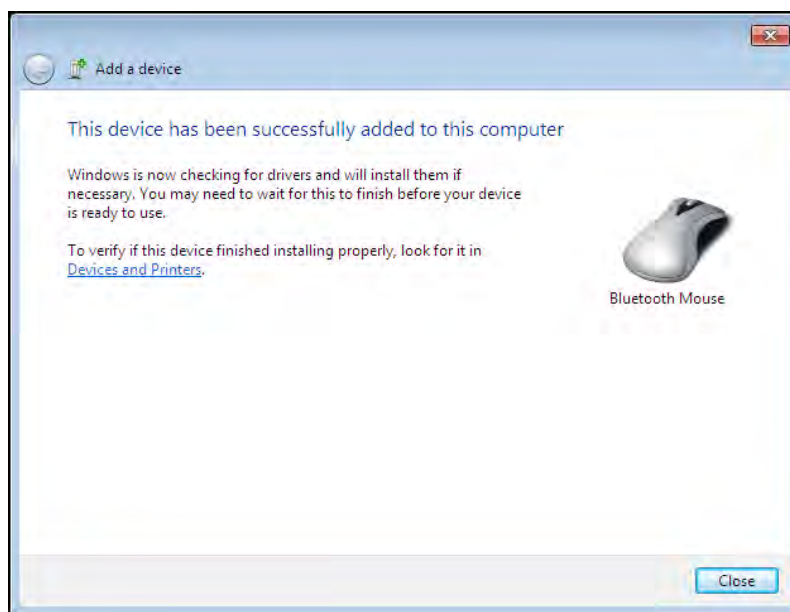 Add a device
This device has been successfully added to this computer
Windows is now checking for drivers and will install them if
necessary. You may need to wait for this to finish before your device
is ready to use.
To verify if this device finished installing properly, look for it in
Devices and Printers.
Bluetooth Mouse
Close